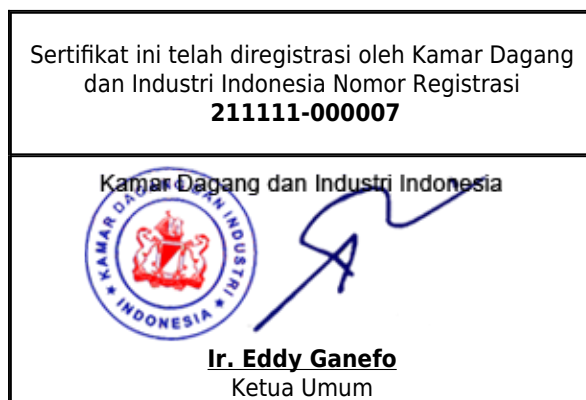 Sertifikat ini telah diregistrasi oleh Kamar Dagang
dan Industri Indonesia Nomor Registrasi
211111-000007
Kamar Dagang dan Industri Indonesia
KAMAR DAGANG DAN INDUSTRI
INDONESIA
Ir. Eddy Ganefo
Ketua Umum